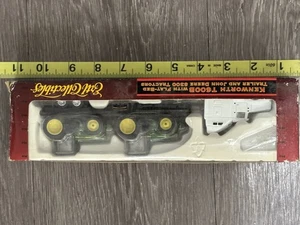 11 10 9 8 7 6 5 4 3 2 1
Ertl Collectibles
KENWORTH T600B
WITH FLAT-BED
TRAILER AND JOHN
DEERE 8300 TRACTORS